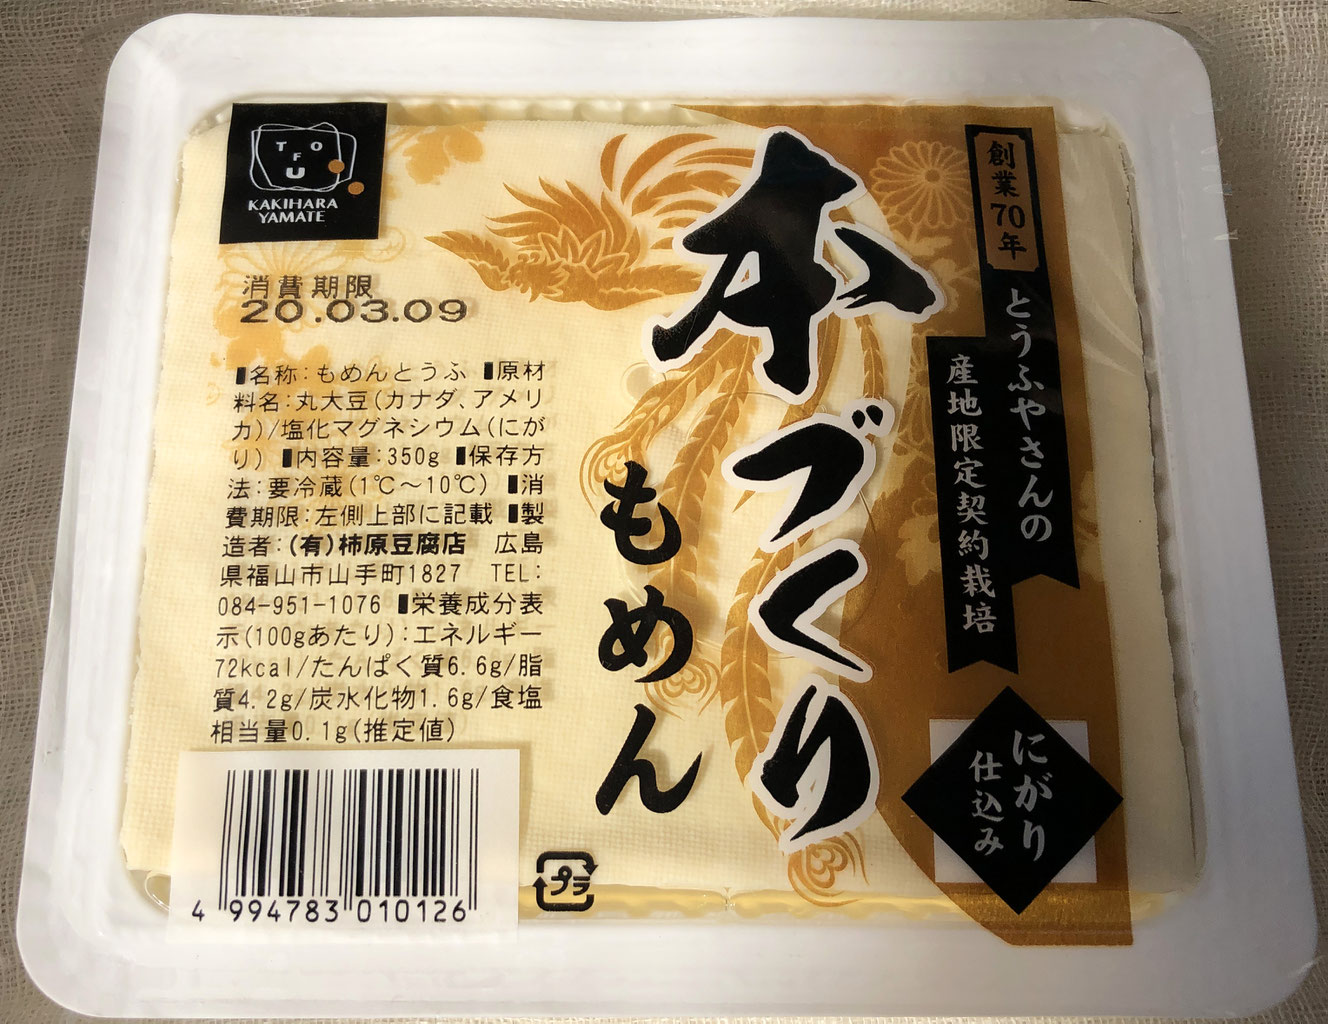 TOFU
KAKIHARA
YAMATE
消費期限
20.03.09
■名称:もめんとうふ ■原材
料名:丸大豆(カナダ、アメリ
カ)/塩化マグネシウム(にが
り) ■内容量:350g ■保存方
法:要冷蔵(1℃～10℃) ■消
費期限:左側上部に記載 ■製
造者:(有)柿原豆腐店 広島
県福山市山手町1827 TEL:
084-951-1076 ■栄養成分表
示(100gあたり):エネルギー
72kcal/たんぱく質6.6g/脂
質4.2g/炭水化物1.6g/食塩
相当量0.1g(推定値)
4 994783 010126
プラ
本づくり
もめん
創業70年
とうふやさんの
産地限定契約栽培
にがり
仕込み